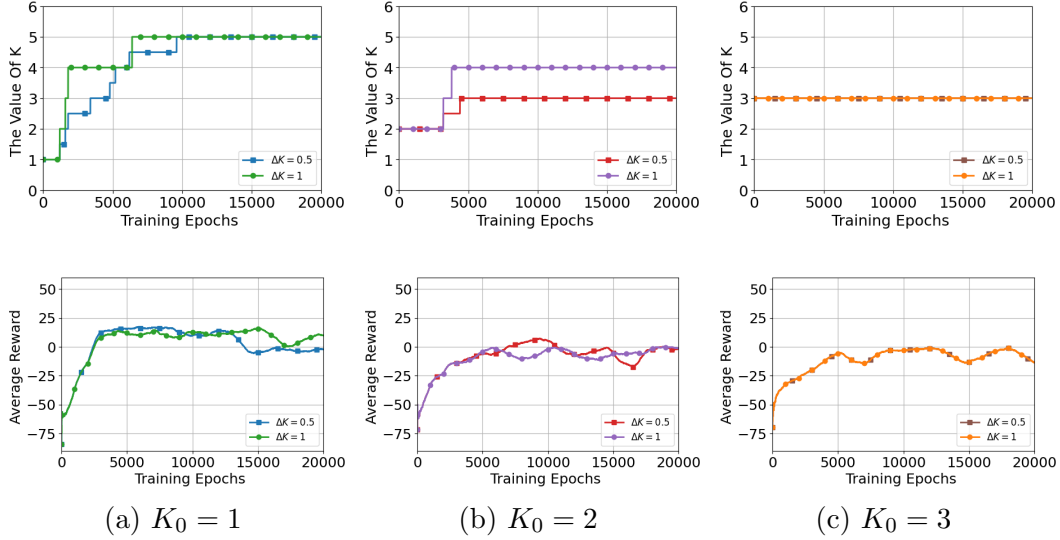 The Value Of K
6
5
4
3
2
1
0
0 5000 10000 15000 20000
Training Epochs
ΔK = 0.5
ΔK = 1
The Value Of K
6
5
4
3
2
1
0
0 5000 10000 15000 20000
Training Epochs
ΔK = 0.5
ΔK = 1
The Value Of K
6
5
4
3
2
1
0
0 5000 10000 15000 20000
Training Epochs
ΔK = 0.5
ΔK = 1
Average Reward
50
25
0
−25
−50
−75
0 5000 10000 15000 20000
Training Epochs
ΔK = 0.5
ΔK = 1
Average Reward
50
25
0
−25
−50
−75
0 5000 10000 15000 20000
Training Epochs
ΔK = 0.5
ΔK = 1
Average Reward
50
25
0
−25
−50
−75
0 5000 10000 15000 20000
Training Epochs
ΔK = 0.5
ΔK = 1
(a) K₀ = 1
(b) K₀ = 2
(c) K₀ = 3